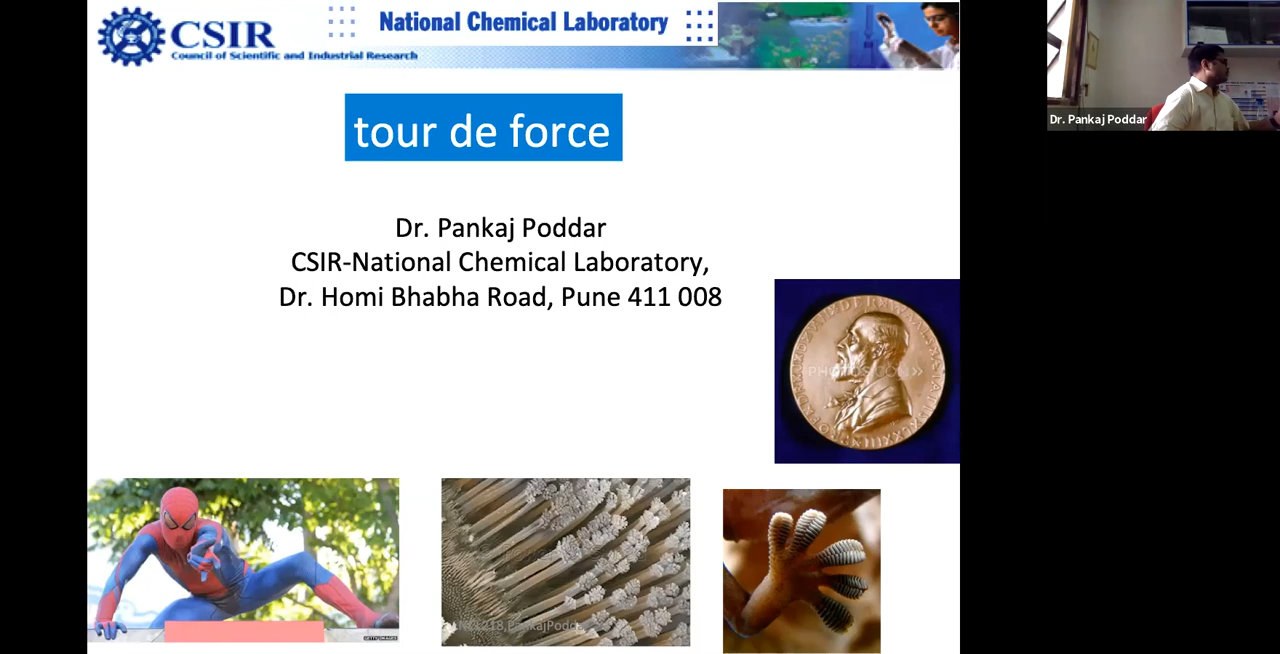 CSIR
Council of Scientific and Industrial Research
National Chemical Laboratory
tour de force
Dr. Pankaj Poddar
CSIR-National Chemical Laboratory,
Dr. Homi Bhabha Road, Pune 411 008
Dr. Pankaj Poddar